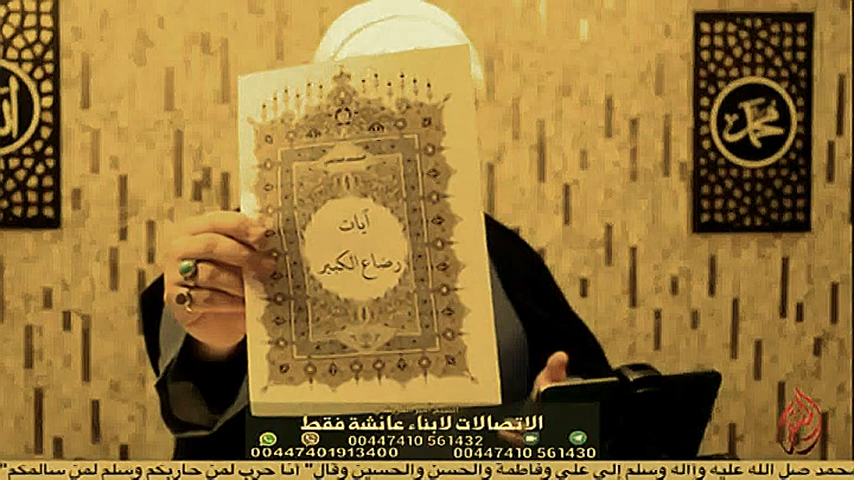 محمد
آيات
رضاع الكبير
الاتصالات لابناء عائشة فقط
00447410 561432
00447401913400
00447410 561430
محمد صل الله عليه وآله وسلم إلى علي وفاطمة والحسن والحسين وقال" أنا حرب لمن حاربكم وسلم لمن سالمكم"